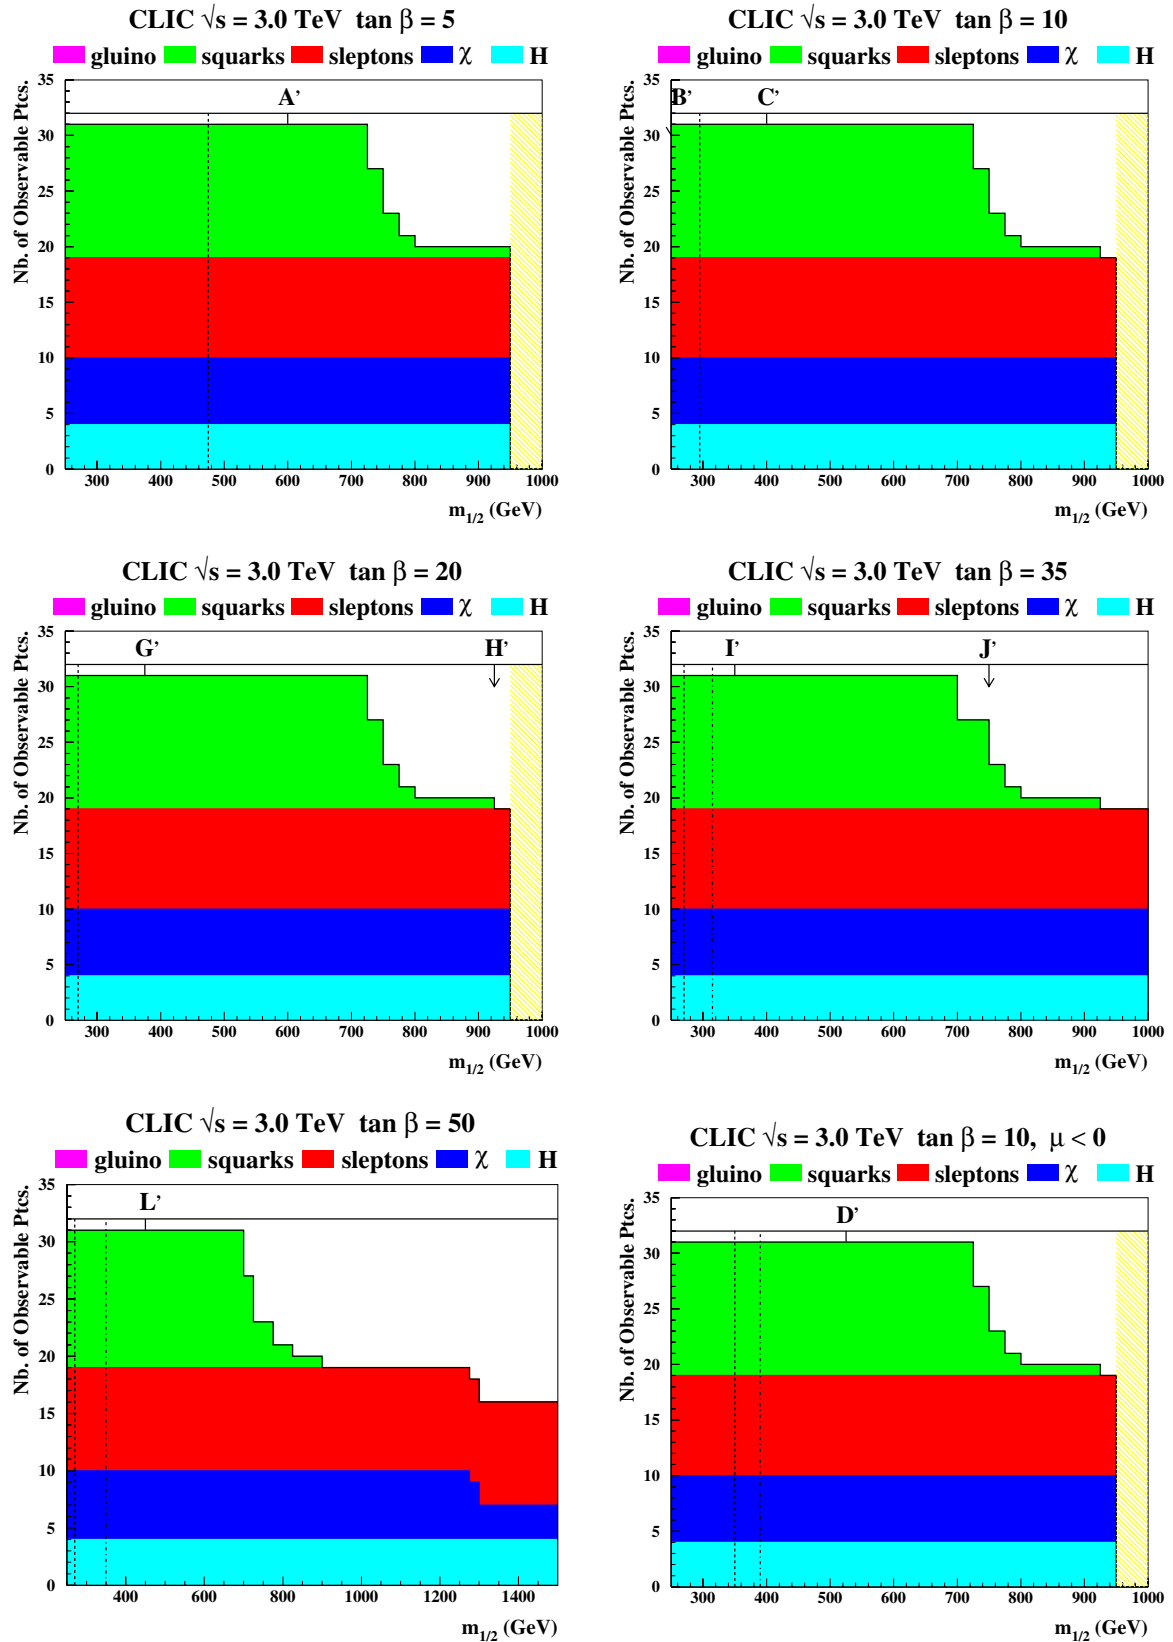 CLIC √s = 3.0 TeV tan β = 5
gluino squarks sleptons χ H
Nb. of Observable Ptcs.
35
30
25
20
15
10
5
0
A’
300 400 500 600 700 800 900 1000
m1/2 (GeV)
CLIC √s = 3.0 TeV tan β = 10
gluino squarks sleptons χ H
Nb. of Observable Ptcs.
35
30
25
20
15
10
5
0
B’ C’
300 400 500 600 700 800 900 1000
m1/2 (GeV)
CLIC √s = 3.0 TeV tan β = 20
gluino squarks sleptons χ H
Nb. of Observable Ptcs.
35
30
25
20
15
10
5
0
G’ H’
300 400 500 600 700 800 900 1000
m1/2 (GeV)
CLIC √s = 3.0 TeV tan β = 35
gluino squarks sleptons χ H
Nb. of Observable Ptcs.
35
30
25
20
15
10
5
0
I’ J’
300 400 500 600 700 800 900 1000
m1/2 (GeV)
CLIC √s = 3.0 TeV tan β = 50
gluino squarks sleptons χ H
Nb. of Observable Ptcs.
35
30
25
20
15
10
5
0
L’
400 600 800 1000 1200 1400
m1/2 (GeV)
CLIC √s = 3.0 TeV tan β = 10, μ < 0
gluino squarks sleptons χ H
Nb. of Observable Ptcs.
35
30
25
20
15
10
5
0
D’
300 400 500 600 700 800 900 1000
m1/2 (GeV)